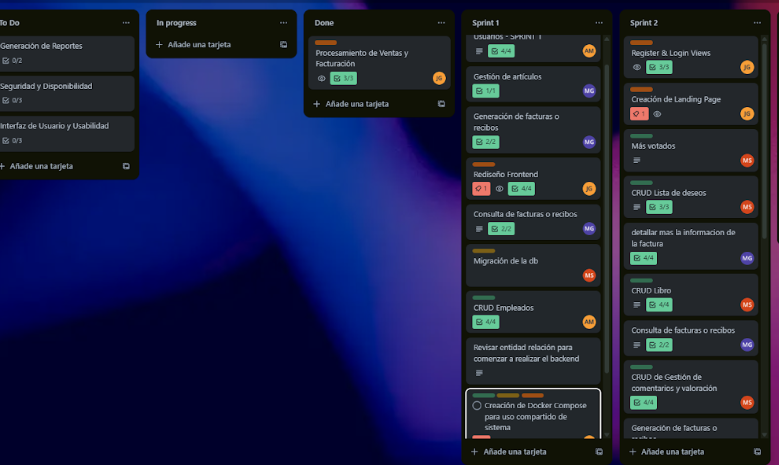 To Do
Generación de Reportes
0/2
Seguridad y Disponibilidad
0/3
Interfaz de Usuario y Usabilidad
0/3
+ Añade una tarjeta
In progress
+ Añade una tarjeta
Done
Procesamiento de Ventas y
Facturación
3/3
JG
+ Añade una tarjeta
Sprint 1
Usuarios - SPRINT 1
4/4
AM
Gestión de artículos
1/1
MG
Generación de facturas o
recibos
2/2
MG
Rediseño Frontend
1
4/4
JG
Consulta de facturas o recibos
2/2
MG
Migración de la db
MS
CRUD Empleados
4/4
AM
Revisar entidad relación para
comenzar a realizar el backend
Creación de Docker Compose
para uso compartido de
sistema
+ Añade una tarjeta
Sprint 2
Register & Login Views
3/3
JG
Creación de Landing Page
1
JG
Más votados
MS
CRUD Lista de deseos
3/3
MS
detallar mas la informacion de
la factura
4/4
MG
CRUD Libro
4/4
MS
Consulta de facturas o recibos
2/2
MG
CRUD de Gestión de
comentarios y valoración
4/4
MS
Generación de facturas o
recibos
+ Añade una tarjeta